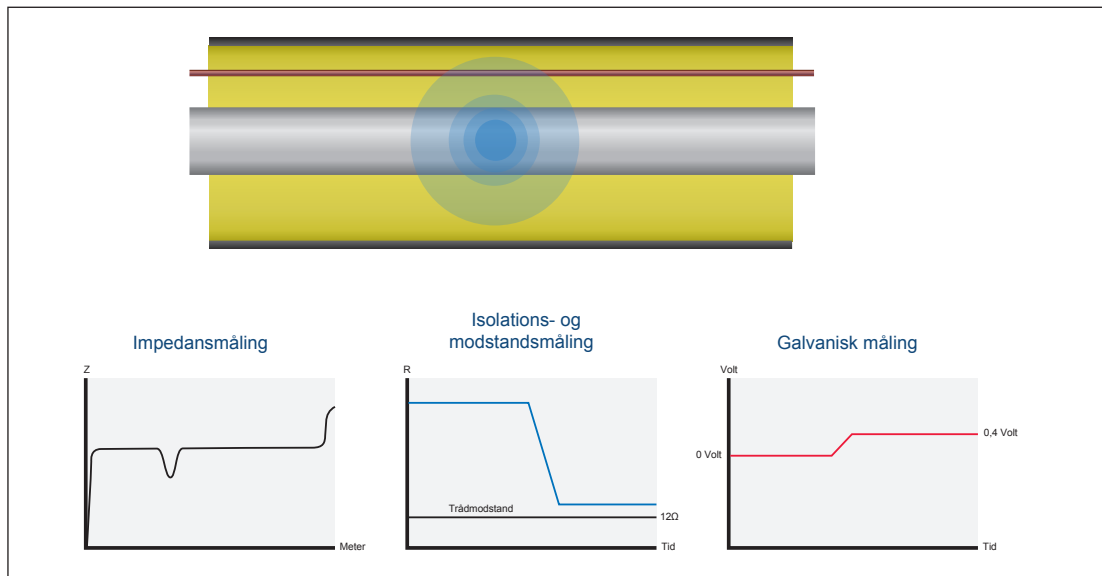 Impedansmåling
Z
Meter
Isolations- og
modstandsmåling
R
Trådmodstand
12Ω
Tid
Galvanisk måling
Volt
0 Volt
0,4 Volt
Tid